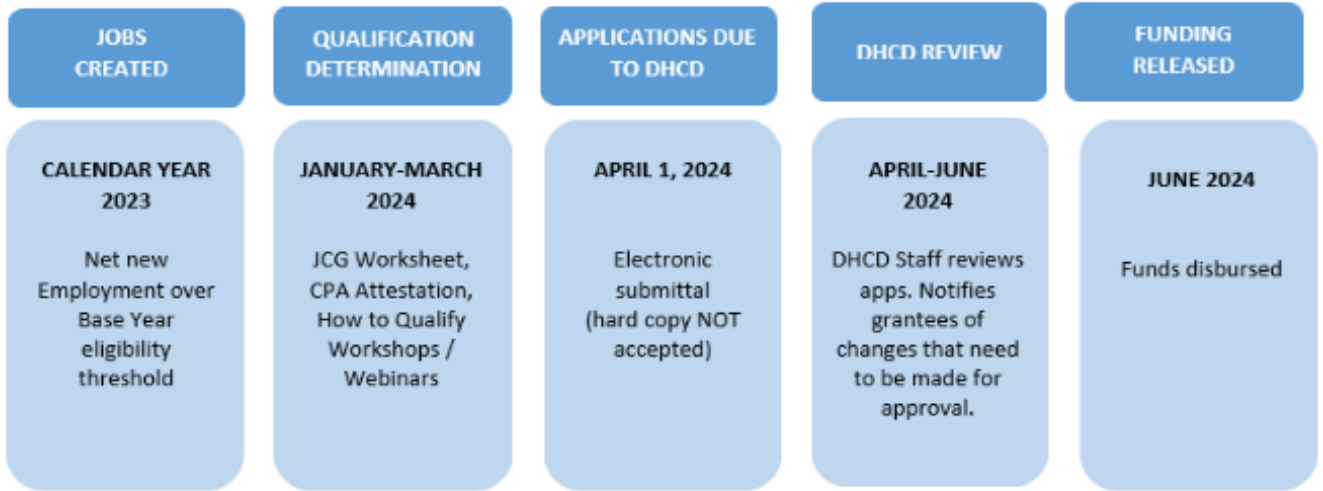 JOBS
CREATED
QUALIFICATION
DETERMINATION
APPLICATIONS DUE
TO DHCD
DHCD REVIEW
FUNDING
RELEASED
CALENDAR YEAR
2023
Net new
Employment over
Base Year
eligibility
threshold
JANUARY-MARCH
2024
JCG Worksheet,
CPA Attestation,
How to Qualify
Workshops /
Webinars
APRIL 1, 2024
Electronic
submittal
(hard copy NOT
accepted)
APRIL-JUNE
2024
DHCD Staff reviews
apps. Notifies
grantees of
changes that need
to be made for
approval.
JUNE 2024
Funds disbursed